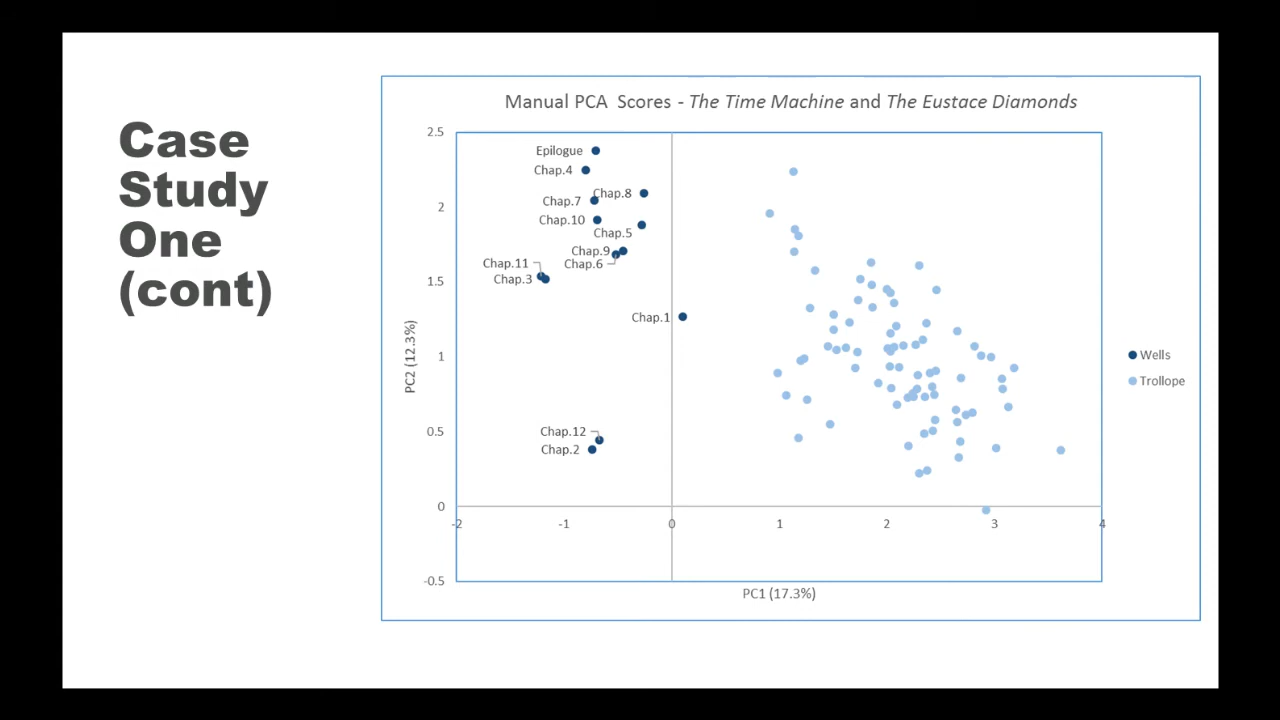 Case
Study
One
(cont)
Manual PCA Scores - The Time Machine and The Eustace Diamonds
2.5
2
1.5
1
0.5
0
-0.5
PC2 (12.3%)
Epilogue
Chap.4
Chap.8
Chap.7
Chap.10
Chap.5
Chap.9
Chap.6
Chap.11
Chap.3
Chap.1
Chap.12
Chap.2
-2
-1
0
1
2
3
4
PC1 (17.3%)
Wells
Trollope